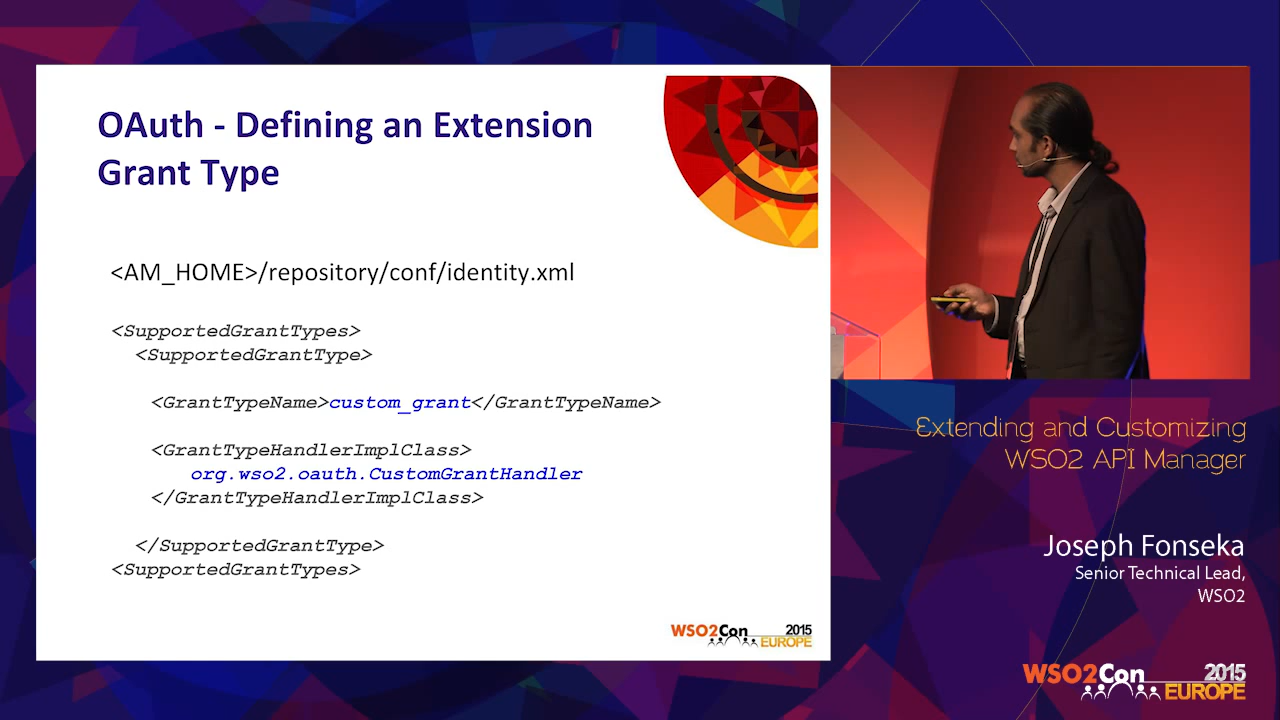 OAuth - Defining an Extension
Grant Type
<AM_HOME>/repository/conf/identity.xml
<SupportedGrantTypes>
<SupportedGrantType>
<GrantTypeName>custom_grant</GrantTypeName>
<GrantTypeHandlerImplClass>
org.wso2.oauth.CustomGrantHandler
</GrantTypeHandlerImplClass>
</SupportedGrantType>
<SupportedGrantTypes>
WSO2Con 2015
EUROPE
Extending and Customizing
WSO2 API Manager
Joseph Fonseka
Senior Technical Lead,
WSO2
WSO2Con 2015
EUROPE